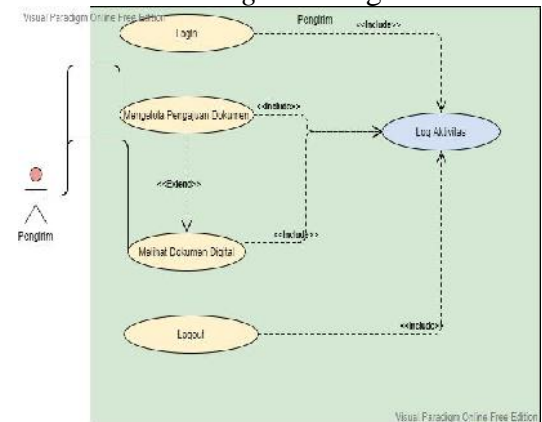 Visual Paradigm Online Free Edition
Pengirim
<<Include>>
Login
<<Include>>
Mengelola Pengajuan Dokumen
Log Aktivitas
<<Extend>>
Pengirim
<<Include>>
Melihat Dokumen Digital
<<Include>>
Logout
Visual Paradigm Online Free Edition